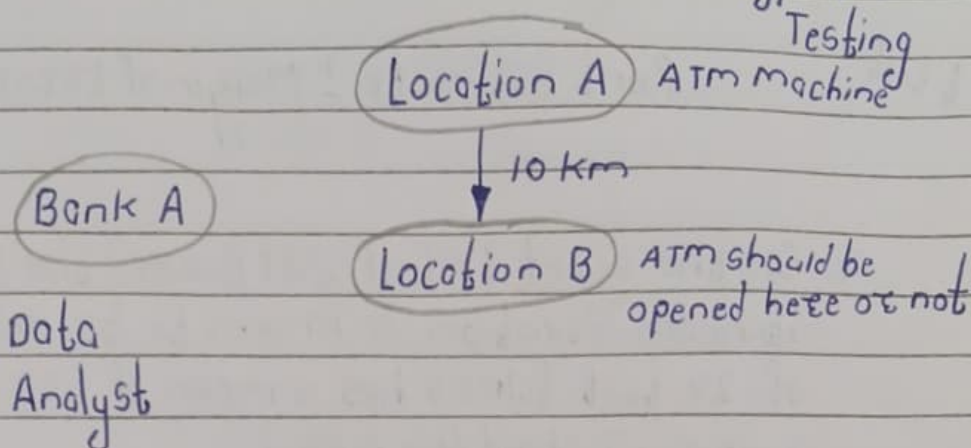 Testing
Location A ATM Machine
10 km
Bank A
Location B ATM should be
opened here or not
Data
Analyst